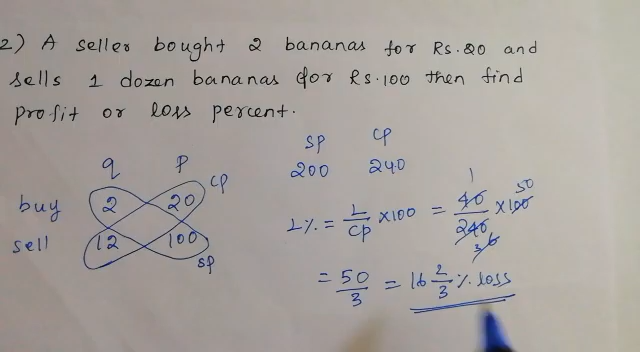 2) A seller bought 2 bananas for Rs.20 and
sells 1 dozen bananas for Rs.100 then find
profit or loss percent.
q P
buy 2 20 CP
sell 12 100 SP
SP CP
200 240
L% = L/CP ×100 = 40/240 ×100 1 50 6 3
= 50/3 = 16 2/3 % loss